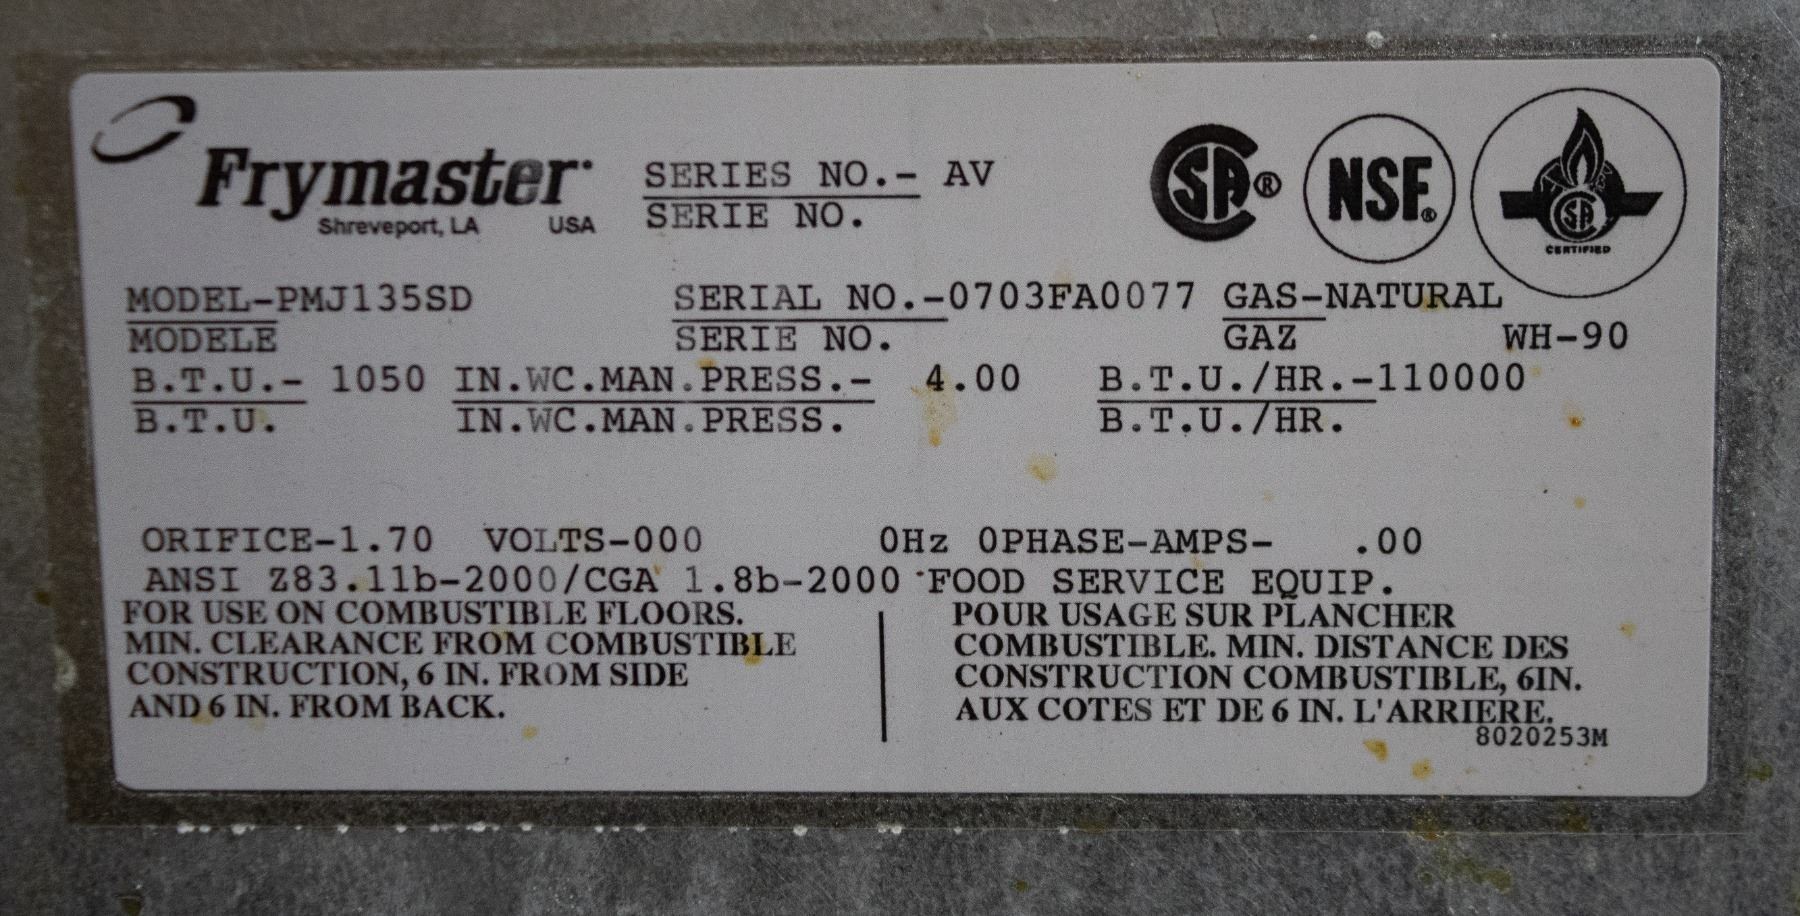 Frymaster
Shreveport, LA USA
SERIES NO.- AV
SERIE NO.
SA ®
NSF®
SA
CERTIFIED
MODEL-PMJ135SD SERIAL NO.-0703FA0077 GAS-NATURAL
MODELE SERIE NO. GAZ WH-90
B.T.U.- 1050 IN.WC.MAN.PRESS.- 4.00 B.T.U./HR.-110000
B.T.U. IN.WC.MAN.PRESS. B.T.U./HR.
ORIFICE-1.70 VOLTS-000 0Hz 0PHASE-AMPS- .00
ANSI Z83.11b-2000/CGA 1.8b-2000 FOOD SERVICE EQUIP.
FOR USE ON COMBUSTIBLE FLOORS.
MIN. CLEARANCE FROM COMBUSTIBLE
CONSTRUCTION, 6 IN. FROM SIDE
AND 6 IN. FROM BACK.
POUR USAGE SUR PLANCHER
COMBUSTIBLE. MIN. DISTANCE DES
CONSTRUCTION COMBUSTIBLE, 6IN.
AUX COTES ET DE 6 IN. L'ARRIERE.
8020253M